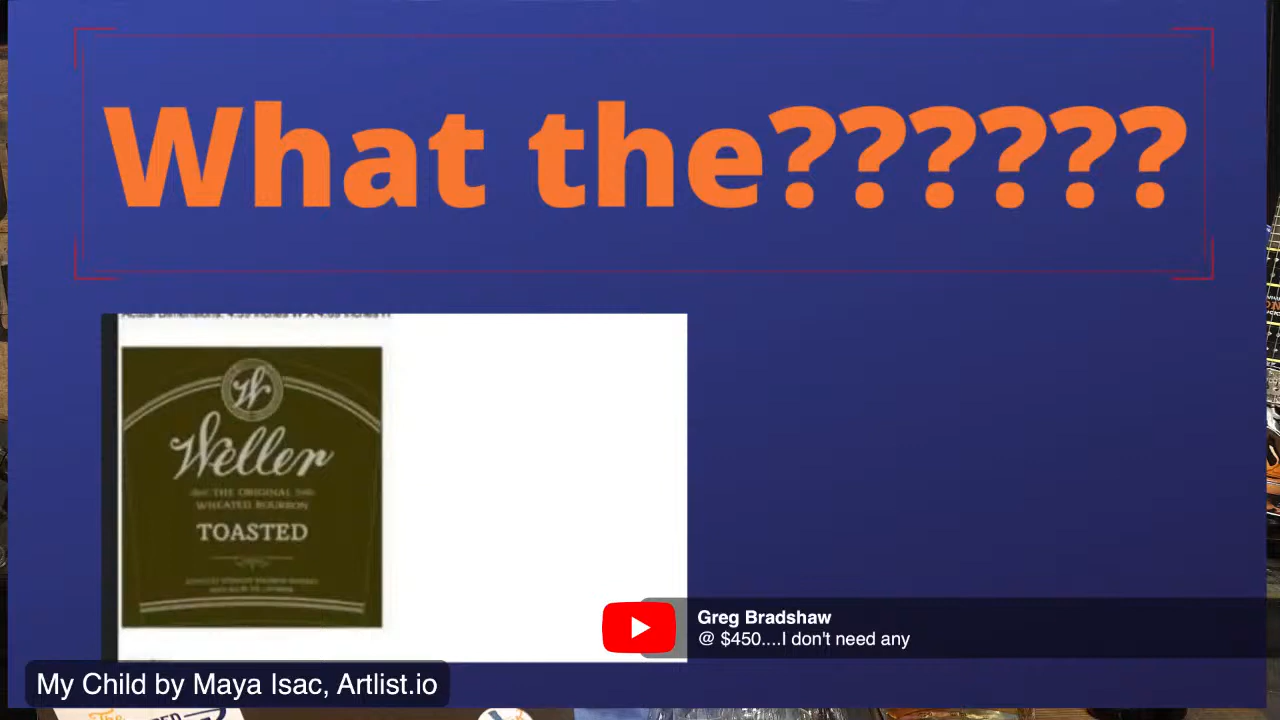 What the??????
W
Weller
THE ORIGINAL
WHEATED BOURBON
TOASTED
Greg Bradshaw
@ $450....I don't need any
My Child by Maya Isac, Artlist.io